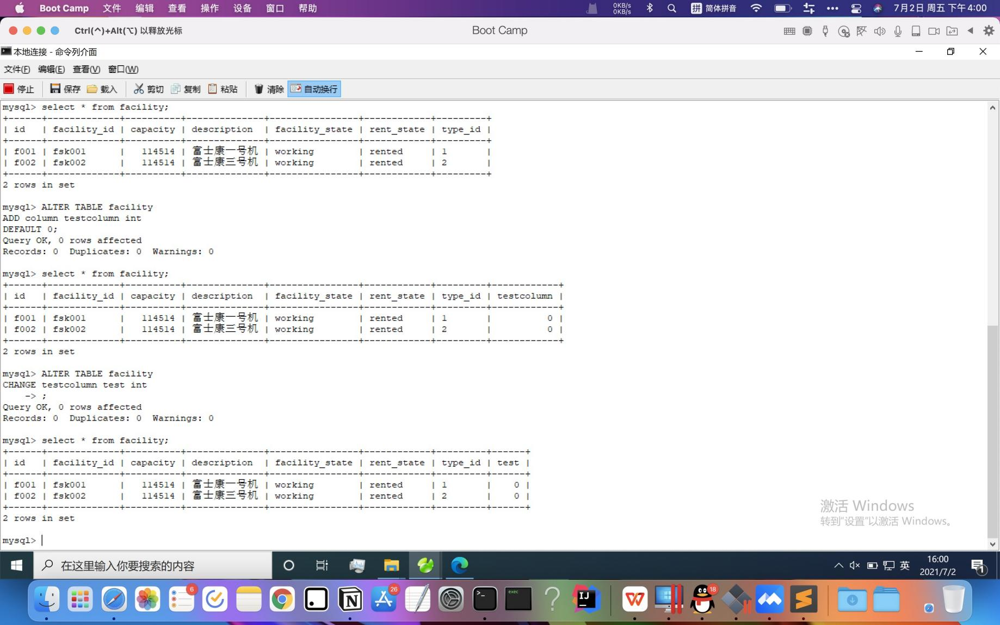 Boot Camp 文件 编辑 查看 操作 设备 窗口 帮助 0KB/s 0KB/s 拼 简体拼音 7月2日 周五 下午4:00
Ctrl(^)+Alt(⌥) 以释放光标 Boot Camp
本地连接 - 命令列介面
文件(F) 编辑(E) 查看(V) 窗口(W)
停止 保存 载入 剪切 复制 粘贴 清除 自动换行
mysql> select * from facility;
+------+-------------+----------+--------------+----------------+------------+---------+
| id   | facility_id | capacity | description  | facility_state | rent_state | type_id |
+------+-------------+----------+--------------+----------------+------------+---------+
| f001 | fsk001      |   114514 | 富士康一号机 | working        | rented     | 1       |
| f002 | fsk002      |   114514 | 富士康三号机 | working        | rented     | 2       |
+------+-------------+----------+--------------+----------------+------------+---------+
2 rows in set
mysql> ALTER TABLE facility
ADD column testcolumn int
DEFAULT 0;
Query OK, 0 rows affected
Records: 0  Duplicates: 0  Warnings: 0
mysql> select * from facility;
+------+-------------+----------+--------------+----------------+------------+---------+------------+
| id   | facility_id | capacity | description  | facility_state | rent_state | type_id | testcolumn |
+------+-------------+----------+--------------+----------------+------------+---------+------------+
| f001 | fsk001      |   114514 | 富士康一号机 | working        | rented     | 1       |          0 |
| f002 | fsk002      |   114514 | 富士康三号机 | working        | rented     | 2       |          0 |
+------+-------------+----------+--------------+----------------+------------+---------+------------+
2 rows in set
mysql> ALTER TABLE facility
CHANGE testcolumn test int
    -> ;
Query OK, 0 rows affected
Records: 0  Duplicates: 0  Warnings: 0
mysql> select * from facility;
+------+-------------+----------+--------------+----------------+------------+---------+------+
| id   | facility_id | capacity | description  | facility_state | rent_state | type_id | test |
+------+-------------+----------+--------------+----------------+------------+---------+------+
| f001 | fsk001      |   114514 | 富士康一号机 | working        | rented     | 1       |    0 |
| f002 | fsk002      |   114514 | 富士康三号机 | working        | rented     | 2       |    0 |
+------+-------------+----------+--------------+----------------+------------+---------+------+
2 rows in set
激活 Windows
转到“设置”以激活 Windows。
mysql>
在这里输入你要搜索的内容 英 16:00 1
2021/7/2
6 26 exec IJ 18